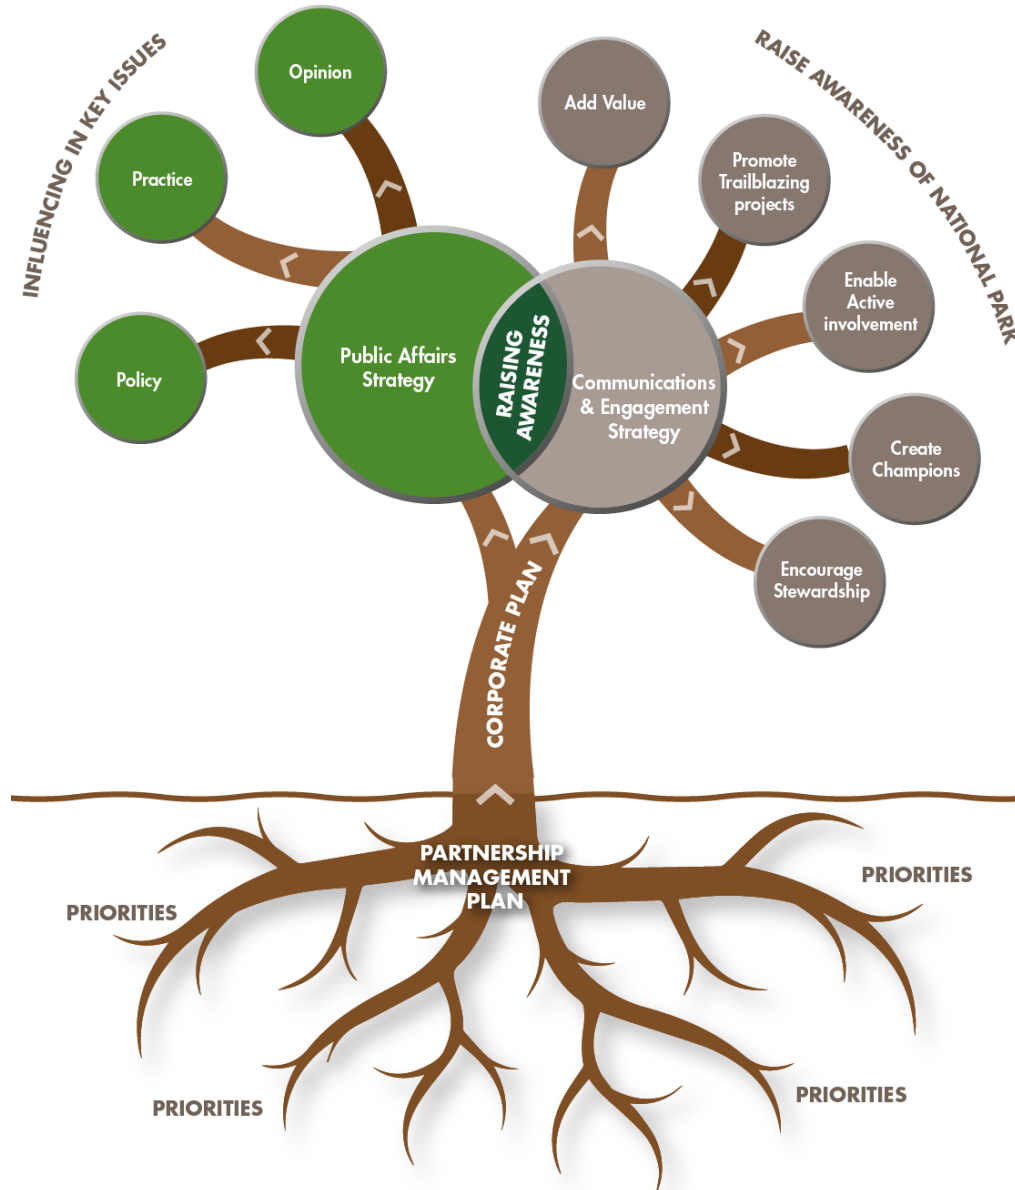 INFLUENCING IN KEY ISSUES
RAISE AWARENESS OF NATIONAL PARK
Opinion
Practice
Policy
Add Value
Promote
Trailblazing
projects
Enable
Active
involvement
Create
Champions
Encourage
Stewardship
Public Affairs
Strategy
RAISING
AWARENESS
Communications
& Engagement
Strategy
CORPORATE PLAN
PARTNERSHIP
MANAGEMENT
PLAN
PRIORITIES
PRIORITIES
PRIORITIES
PRIORITIES